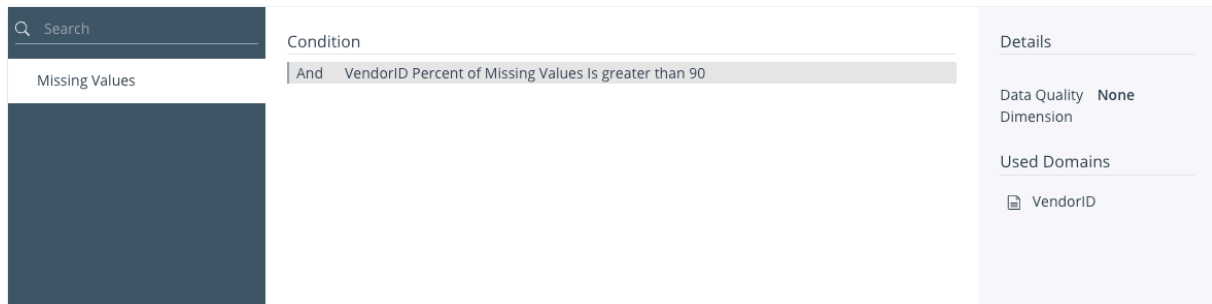 Search
Missing Values
Condition
And VendorID Percent of Missing Values Is greater than 90
Details
Data Quality None
Dimension
Used Domains
VendorID